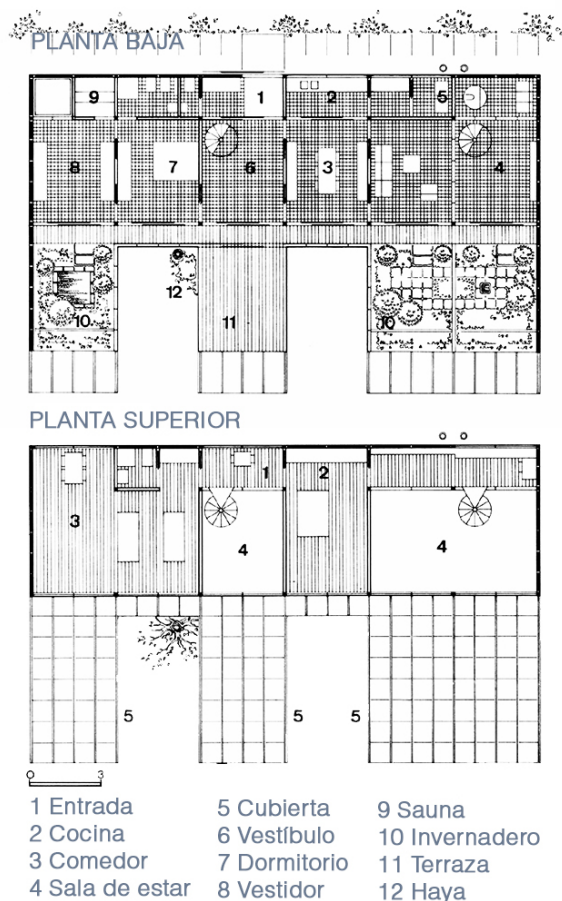 PLANTA BAJA
9 1 2 5
8 7 6 3 4
12
10 11 10
PLANTA SUPERIOR
1 2
3 4 4
5 5 5
0 3
1 Entrada 5 Cubierta 9 Sauna
2 Cocina 6 Vestíbulo 10 Invernadero
3 Comedor 7 Dormitorio 11 Terraza
4 Sala de estar 8 Vestidor 12 Haya